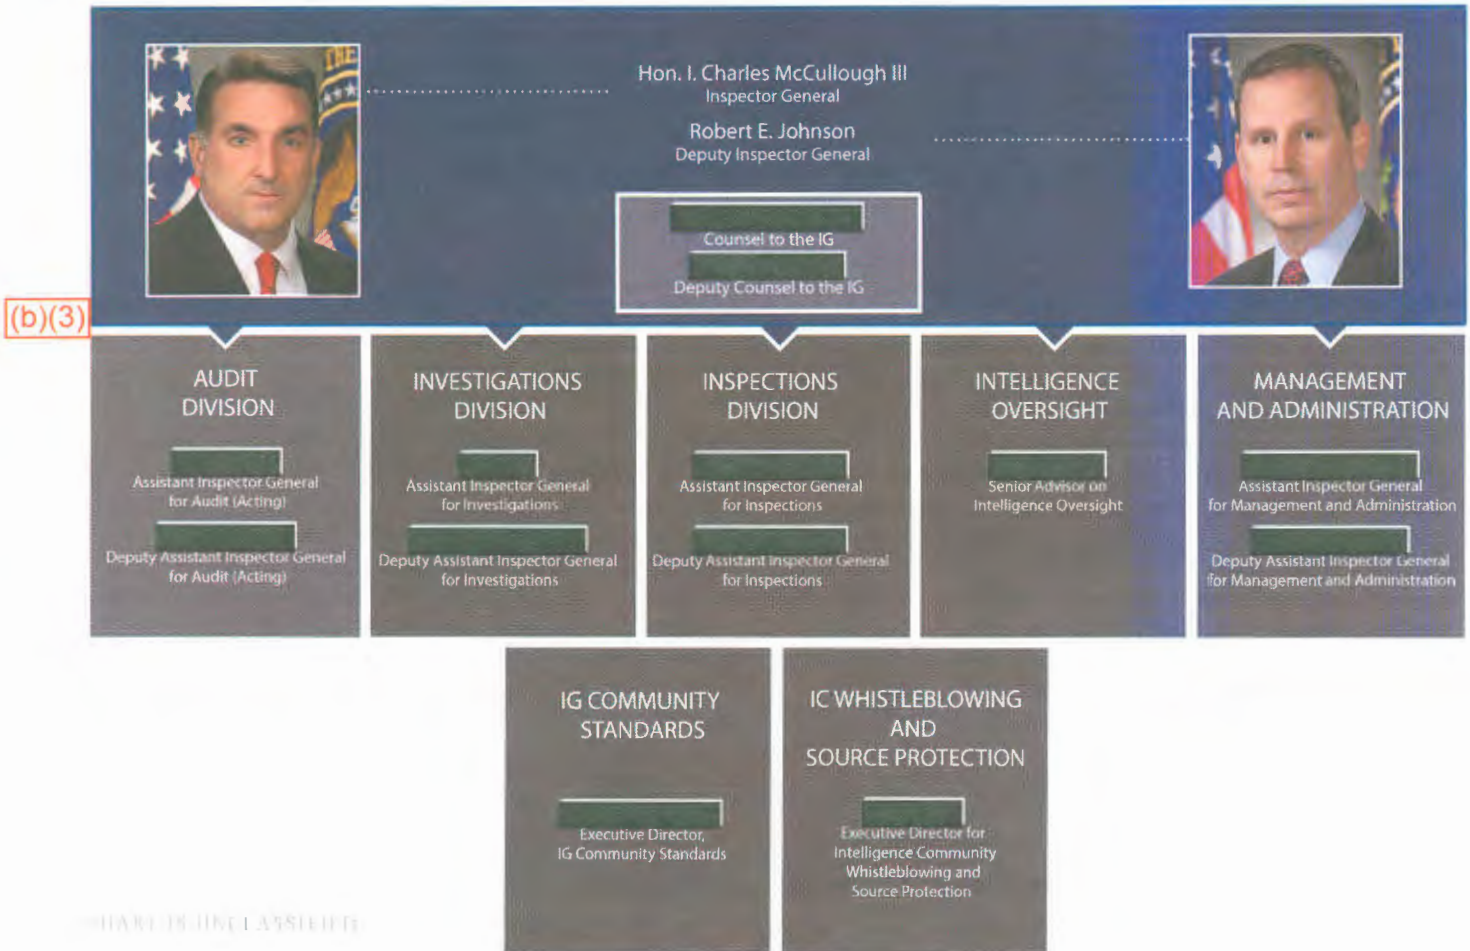 THE
Hon. I. Charles McCullough III
Inspector General
Robert E. Johnson
Deputy Inspector General
Counsel to the IG
Deputy Counsel to the IG
(b)(3)
AUDIT
DIVISION
Assistant Inspector General
for Audit (Acting)
Deputy Assistant Inspector General
for Audit (Acting)
INVESTIGATIONS
DIVISION
Assistant Inspector General
for Investigations
Deputy Assistant Inspector General
for Investigations
INSPECTIONS
DIVISION
Assistant Inspector General
for Inspections
Deputy Assistant Inspector General
for Inspections
INTELLIGENCE
OVERSIGHT
Senior Advisor on
Intelligence Oversight
MANAGEMENT
AND ADMINISTRATION
Assistant Inspector General
for Management and Administration
Deputy Assistant Inspector General
for Management and Administration
IG COMMUNITY
STANDARDS
Executive Director,
IG Community Standards
IC WHISTLEBLOWING
AND
SOURCE PROTECTION
Executive Director for
Intelligence Community
Whistleblowing and
Source Protection